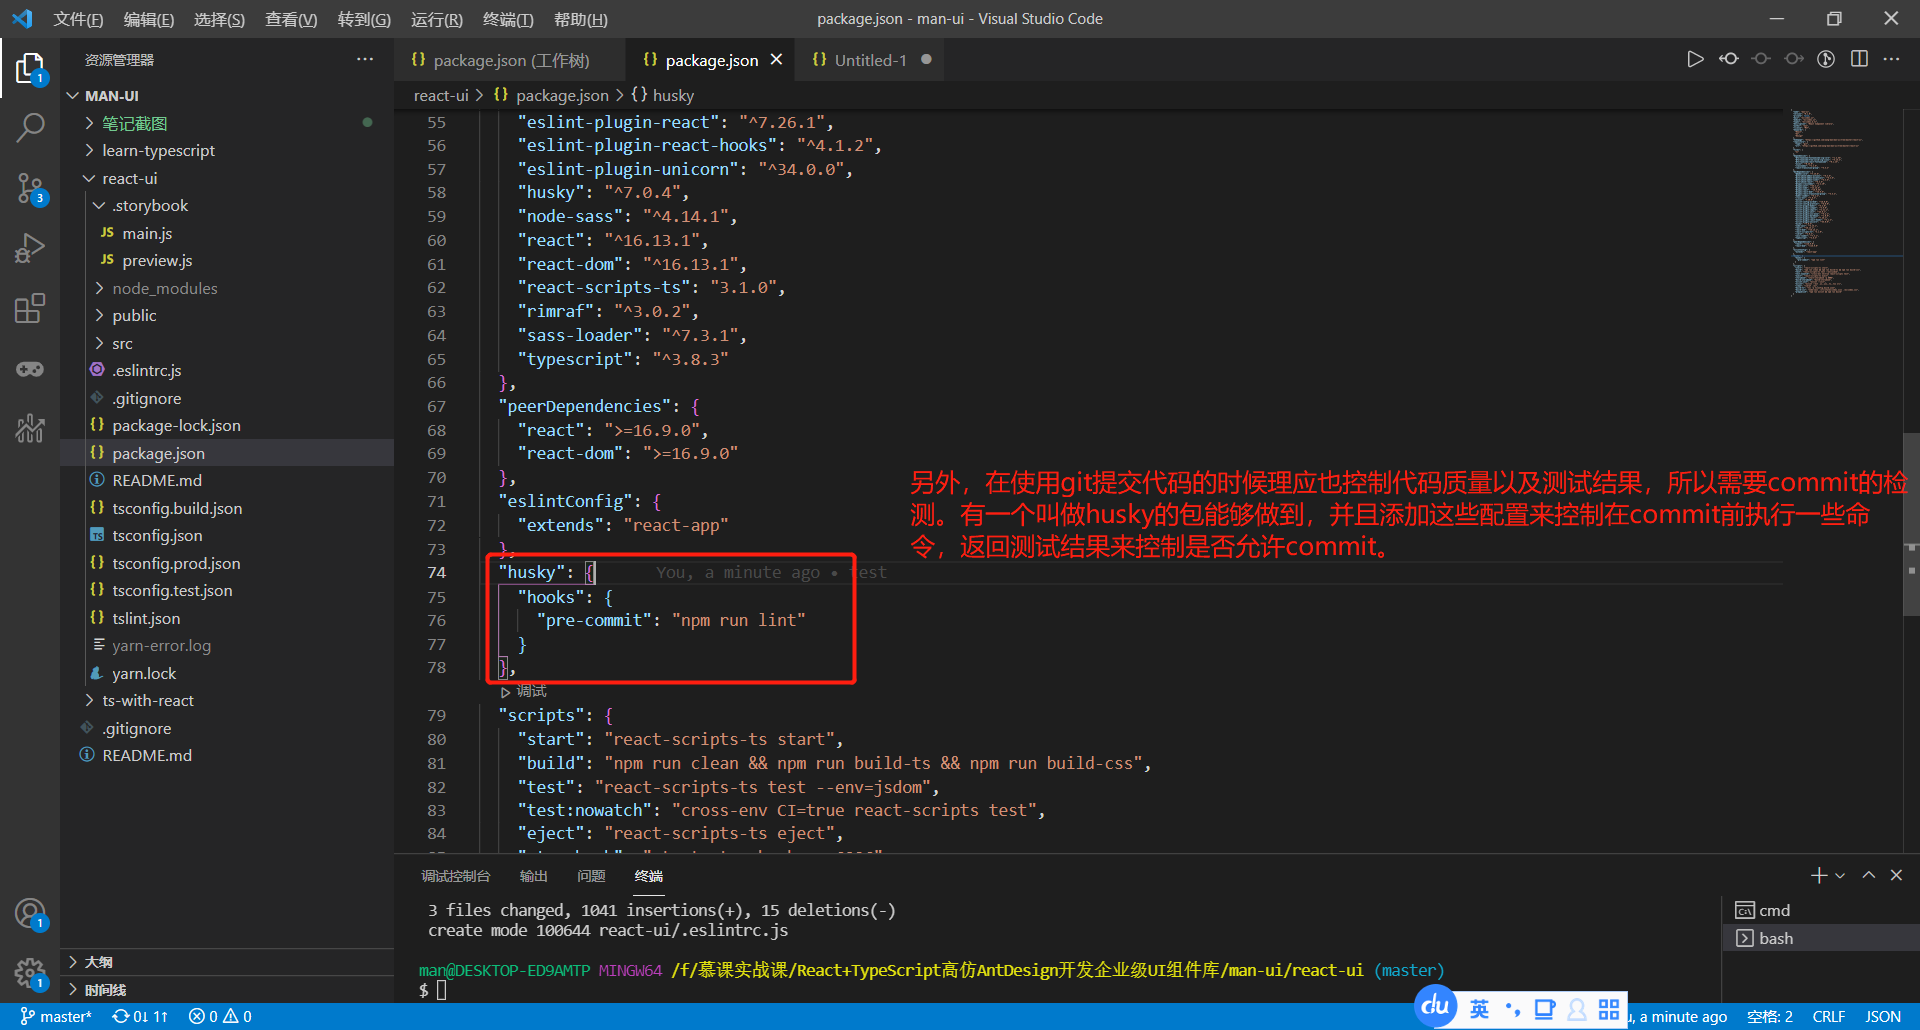 文件(F) 编辑(E) 选择(S) 查看(V) 转到(G) 运行(R) 终端(T) 帮助(H)
package.json - man-ui - Visual Studio Code
资源管理器
package.json (工作树)
package.json
Untitled-1
react-ui > package.json > husky
MAN-UI
笔记截图
learn-typescript
react-ui
.storybook
main.js
preview.js
node_modules
public
src
.eslintrc.js
.gitignore
package-lock.json
package.json
README.md
tsconfig.build.json
tsconfig.json
tsconfig.prod.json
tsconfig.test.json
tslint.json
yarn-error.log
yarn.lock
ts-with-react
.gitignore
README.md
大纲
时间线
1
3
1
1
55 "eslint-plugin-react": "^7.26.1",
56 "eslint-plugin-react-hooks": "^4.1.2",
57 "eslint-plugin-unicorn": "^34.0.0",
58 "husky": "^7.0.4",
59 "node-sass": "^4.14.1",
60 "react": "^16.13.1",
61 "react-dom": "^16.13.1",
62 "react-scripts-ts": "3.1.0",
63 "rimraf": "^3.0.2",
64 "sass-loader": "^7.3.1",
65 "typescript": "^3.8.3"
66 },
67 "peerDependencies": {
68 "react": ">=16.9.0",
69 "react-dom": ">=16.9.0"
70 },
71 "eslintConfig": {
72 "extends": "react-app"
73 },
74 "husky": { You, a minute ago • test
75 "hooks": {
76 "pre-commit": "npm run lint"
77 }
78 },
调试
79 "scripts": {
80 "start": "react-scripts-ts start",
81 "build": "npm run clean && npm run build-ts && npm run build-css",
82 "test": "react-scripts-ts test --env=jsdom",
83 "test:nowatch": "cross-env CI=true react-scripts test",
84 "eject": "react-scripts-ts eject",
另外，在使用git提交代码的时候理应也控制代码质量以及测试结果，所以需要commit的检
测。有一个叫做husky的包能够做到，并且添加这些配置来控制在commit前执行一些命
令，返回测试结果来控制是否允许commit。
调试控制台 输出 问题 终端
3 files changed, 1041 insertions(+), 15 deletions(-)
create mode 100644 react-ui/.eslintrc.js
man@DESKTOP-ED9AMTP MINGW64 /f/慕课实战课/React+TypeScript高仿AntDesign开发企业级UI组件库/man-ui/react-ui (master)
$
cmd
bash
master* 0↓ 1↑ 0 0
du 英
u, a minute ago 空格: 2 CRLF JSON